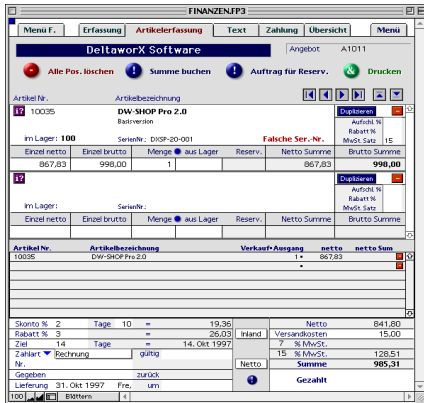 FINANZEN.FP3
Menü F. Erfassung Artikelerfassung Text Zahlung Übersicht Menü
DeltaworX Software Angebot A1011
Alle Pos. löschen Summe buchen Auftrag für Reserv. & Drucken
Artikel Nr. Artikelbezeichnung
i? 10035 DW-SHOP Pro 2.0 Duplizieren
Basisversion Aufschl. %
Rabatt %
im Lager: 100 SerienNr.: DXSP-20-001 Falsche Ser.-Nr. MwSt. Satz 15
Einzel netto Einzel brutto Menge aus Lager Reserv. Netto Summe Brutto Summe
867,83 998,00 1 867,83 998,00
i? Duplizieren
Aufschl. %
Rabatt %
im Lager: SerienNr.: MwSt. Satz
Einzel netto Einzel brutto Menge aus Lager Reserv. Netto Summe Brutto Summe
Artikel Nr. Artikelbezeichnung Verkauf•Ausgang netto netto Sum
10035 DW-SHOP Pro 2.0 1 • 867,83
•
Skonto % 2 Tage 10 = 19,36 Netto 841,80
Rabatt % 3 = 26,03 Inland Versandkosten 15,00
Ziel 14 Tage = 14. Okt 1997 7 % MwSt.
Zahlart Rechnung gültig 15 % MwSt. 128,51
Nr. Netto Summe 985,31
Gegeben zurück
Gezahlt
Lieferung 31. Okt 1997 Fre, um
100 Blättern